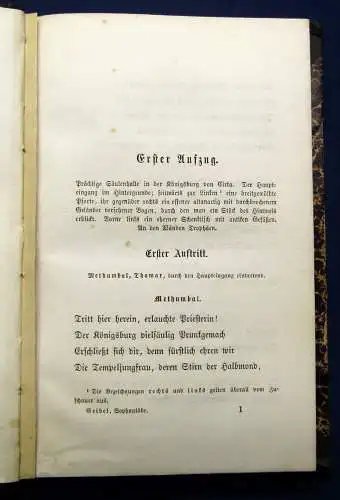 Erster Aufzug.
Prächtige Säulenhalle in der Königsburg von Cirta. Der Haupt-
eingang im Hintergrunde; seitwärts zur Linken¹ eine breitgewölbte
Pforte, ihr gegenüber rechts ein offener altanartig mit durchbrochenem
Geländer versehener Bogen, durch den man ein Stück des Himmels
erblickt. Vorne links ein eherner Schenktisch mit antiken Gefäßen.
An den Wänden Trophäen.
Erster Auftritt.
Methumbal, Thamar, durch den Haupteingang eintretend.
Methumbal.
Tritt hier herein, erlauchte Priesterin!
Der Königsburg vielsäulig Prunkgemach
Erschließt sich dir, denn fürstlich ehren wir
Die Tempeljungfrau, deren Stirn der Halbmond,
¹ Die Bezeichnungen rechts und links gelten überall vom Zu-
schauer aus.
Geibel, Sophonisbe. 1